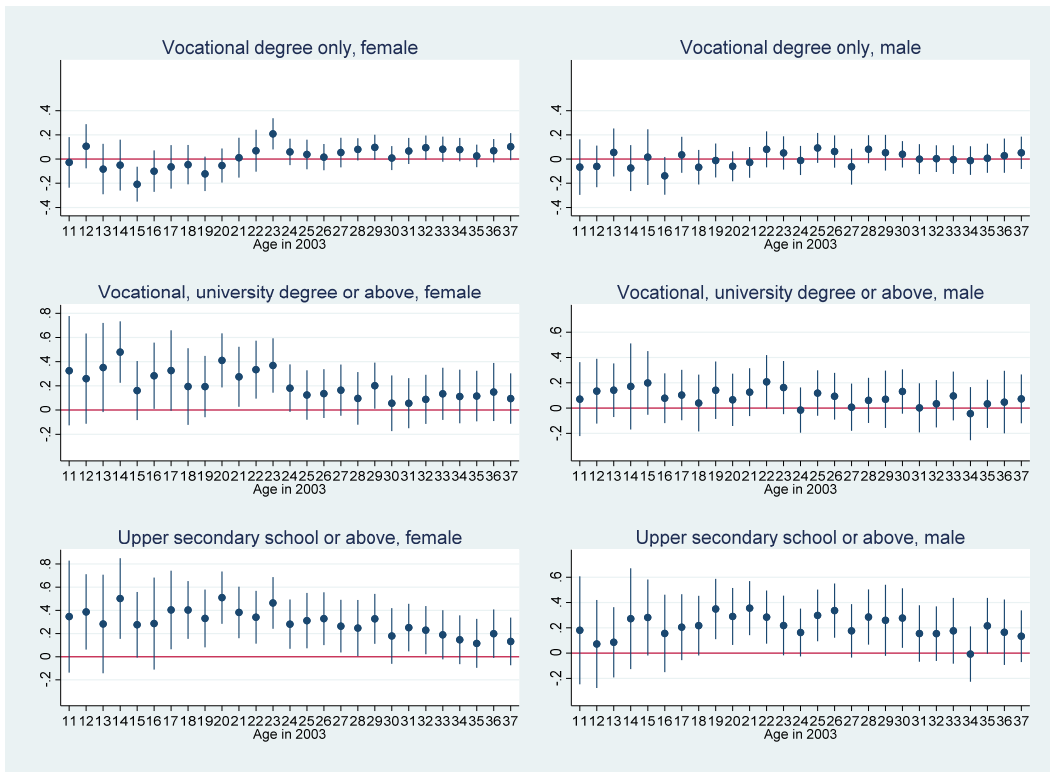 Vocational degree only, female
.4
.2
0
-.2
-.4
11 12 13 14 15 16 17 18 19 20 21 22 23 24 25 26 27 28 29 30 31 32 33 34 35 36 37
Age in 2003
Vocational degree only, male
.4
.2
0
-.2
-.4
11 12 13 14 15 16 17 18 19 20 21 22 23 24 25 26 27 28 29 30 31 32 33 34 35 36 37
Age in 2003
Vocational, university degree or above, female
.8
.6
.4
.2
0
-.2
11 12 13 14 15 16 17 18 19 20 21 22 23 24 25 26 27 28 29 30 31 32 33 34 35 36 37
Age in 2003
Vocational, university degree or above, male
.6
.4
.2
0
-.2
11 12 13 14 15 16 17 18 19 20 21 22 23 24 25 26 27 28 29 30 31 32 33 34 35 36 37
Age in 2003
Upper secondary school or above, female
.8
.6
.4
.2
0
-.2
11 12 13 14 15 16 17 18 19 20 21 22 23 24 25 26 27 28 29 30 31 32 33 34 35 36 37
Age in 2003
Upper secondary school or above, male
.6
.4
.2
0
-.2
11 12 13 14 15 16 17 18 19 20 21 22 23 24 25 26 27 28 29 30 31 32 33 34 35 36 37
Age in 2003